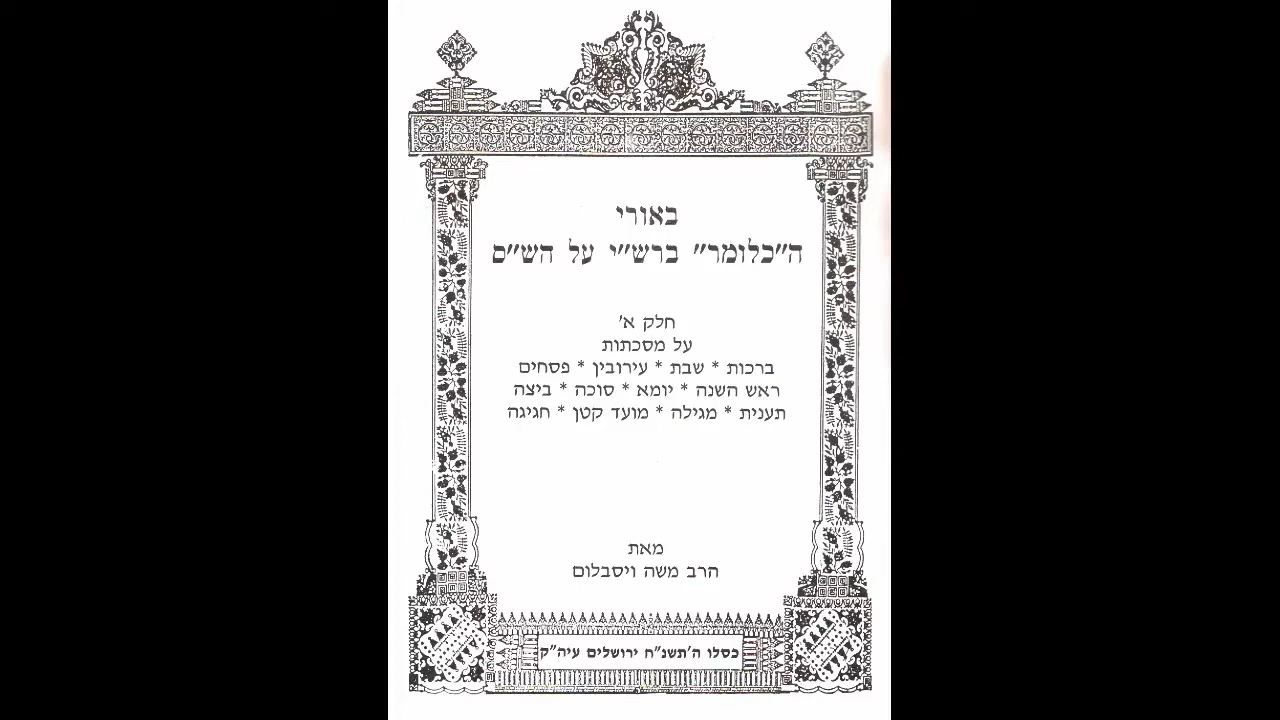 באורי
ה"כלומר" ברש"י על הש"ס
חלק א'
על מסכתות
ברכות * שבת * עירובין * פסחים
ראש השנה * יומא * סוכה * ביצה
תענית * מגילה * מועד קטן * חגיגה
מאת
הרב משה ויסבלום
כסלו ה'תשנ"ח ירושלים עיה"ק